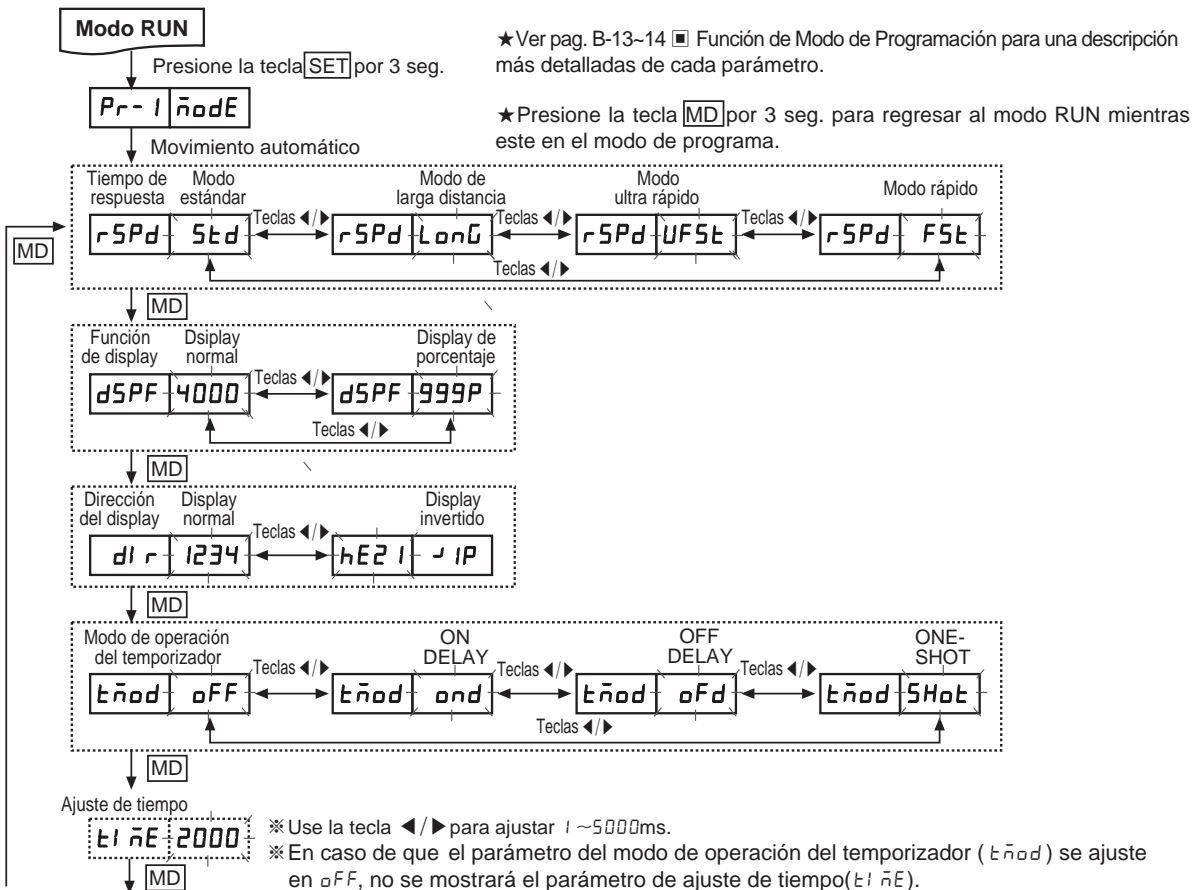 Modo RUN
★Ver pag. B-13~14 ▣ Función de Modo de Programación para una descripción
más detalladas de cada parámetro.
Presione la tecla SET por 3 seg.
Pr-1 modE
★Presione la tecla MD por 3 seg. para regresar al modo RUN mientras
este en el modo de programa.
Movimiento automático
Tiempo de respuesta Modo estándar Modo de larga distancia Modo ultra rápido Modo rápido
rSPd Std Teclas ◀/▶ rSPd LonG Teclas ◀/▶ rSPd UFSt Teclas ◀/▶ rSPd FSt
MD
Teclas ◀/▶
MD
Función de display Dsiplay normal Display de porcentaje
dSPF 4000 Teclas ◀/▶ dSPF 999P
Teclas ◀/▶
MD
Dirección del display Display normal Display invertido
dIr 1234 Teclas ◀/▶ hE21 JIP
MD
Modo de operación del temporizador ON DELAY OFF DELAY ONE-SHOT
tmod oFF Teclas ◀/▶ tmod ond Teclas ◀/▶ tmod oFd Teclas ◀/▶ tmod SHot
Teclas ◀/▶
MD
Ajuste de tiempo
tImE 2000 ※Use la tecla ◀/▶ para ajustar 1~5000ms.
※En caso de que el parámetro del modo de operación del temporizador (tmod) se ajuste
MD
en oFF, no se mostrará el parámetro de ajuste de tiempo(tImE).